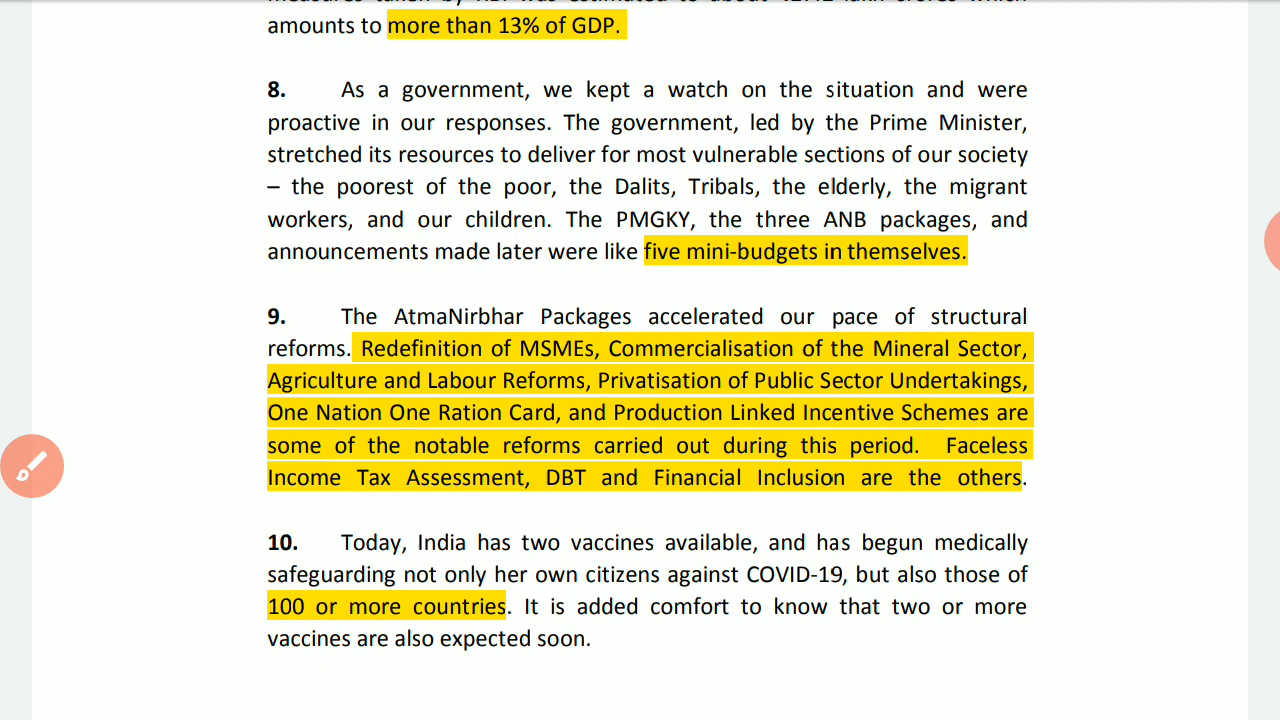 amounts to more than 13% of GDP.
8. As a government, we kept a watch on the situation and were
proactive in our responses. The government, led by the Prime Minister,
stretched its resources to deliver for most vulnerable sections of our society
– the poorest of the poor, the Dalits, Tribals, the elderly, the migrant
workers, and our children. The PMGKY, the three ANB packages, and
announcements made later were like five mini-budgets in themselves.
9. The AtmaNirbhar Packages accelerated our pace of structural
reforms. Redefinition of MSMEs, Commercialisation of the Mineral Sector,
Agriculture and Labour Reforms, Privatisation of Public Sector Undertakings,
One Nation One Ration Card, and Production Linked Incentive Schemes are
some of the notable reforms carried out during this period. Faceless
Income Tax Assessment, DBT and Financial Inclusion are the others.
10. Today, India has two vaccines available, and has begun medically
safeguarding not only her own citizens against COVID-19, but also those of
100 or more countries. It is added comfort to know that two or more
vaccines are also expected soon.